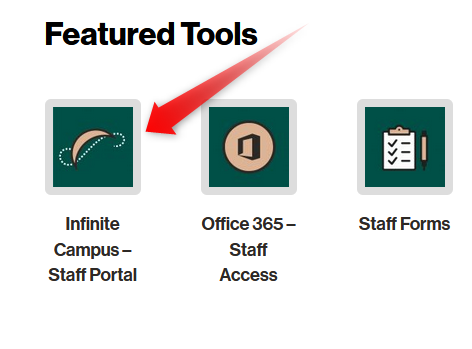 Featured Tools
Infinite
Campus –
Staff Portal
Office 365 –
Staff
Access
Staff Forms